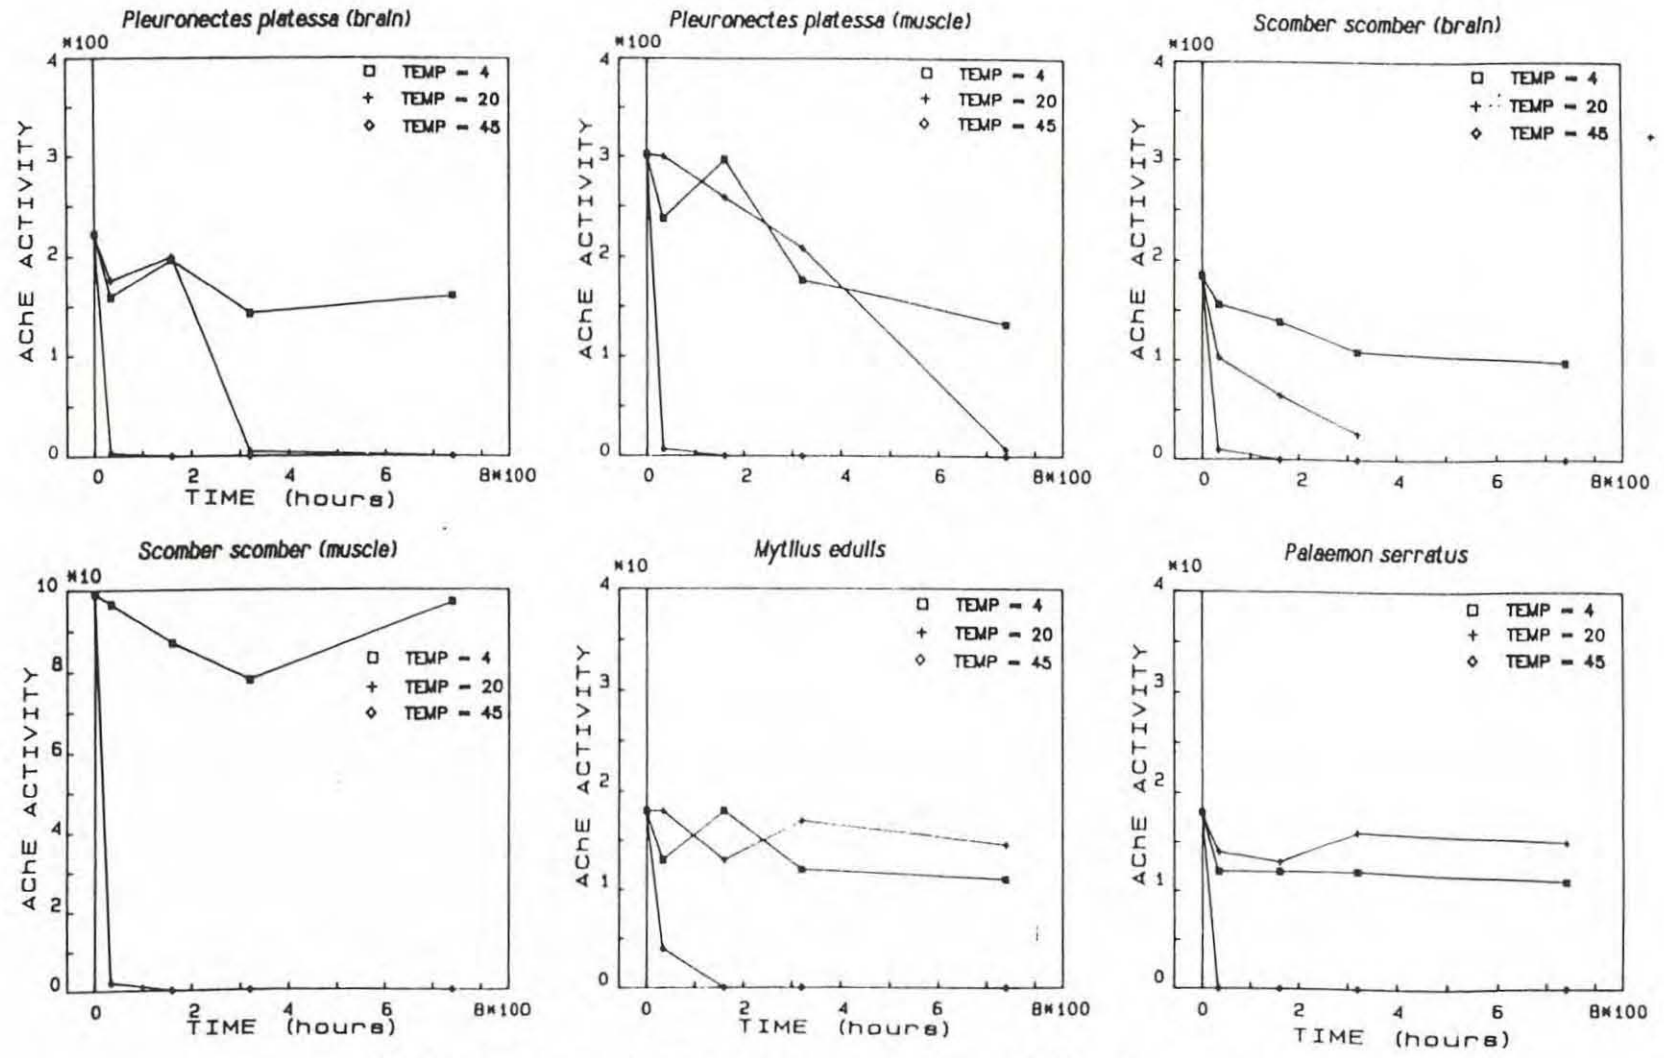 Pleuronectes platessa (brain)
*100
4
3
2
1
0
AChE ACTIVITY
TEMP = 4
TEMP = 20
TEMP = 45
0 2 4 6 8*100
TIME (hours)
Pleuronectes platessa (muscle)
*100
4
3
2
1
0
AChE ACTIVITY
TEMP = 4
TEMP = 20
TEMP = 45
0 2 4 6 8*100
Scomber scomber (brain)
*100
4
3
2
1
0
AChE ACTIVITY
TEMP = 4
TEMP = 20
TEMP = 45
0 2 4 6 8*100
Scomber scomber (muscle)
*10
10
8
6
4
2
0
AChE ACTIVITY
TEMP = 4
TEMP = 20
TEMP = 45
0 2 4 6 8*100
TIME (hours)
Mytilus edulis
*10
4
3
2
1
0
AChE ACTIVITY
TEMP = 4
TEMP = 20
TEMP = 45
0 2 4 6 8*100
TIME (hours)
Palaemon serratus
*10
4
3
2
1
0
AChE ACTIVITY
TEMP = 4
TEMP = 20
TEMP = 45
0 2 4 6 8*100
TIME (hours)